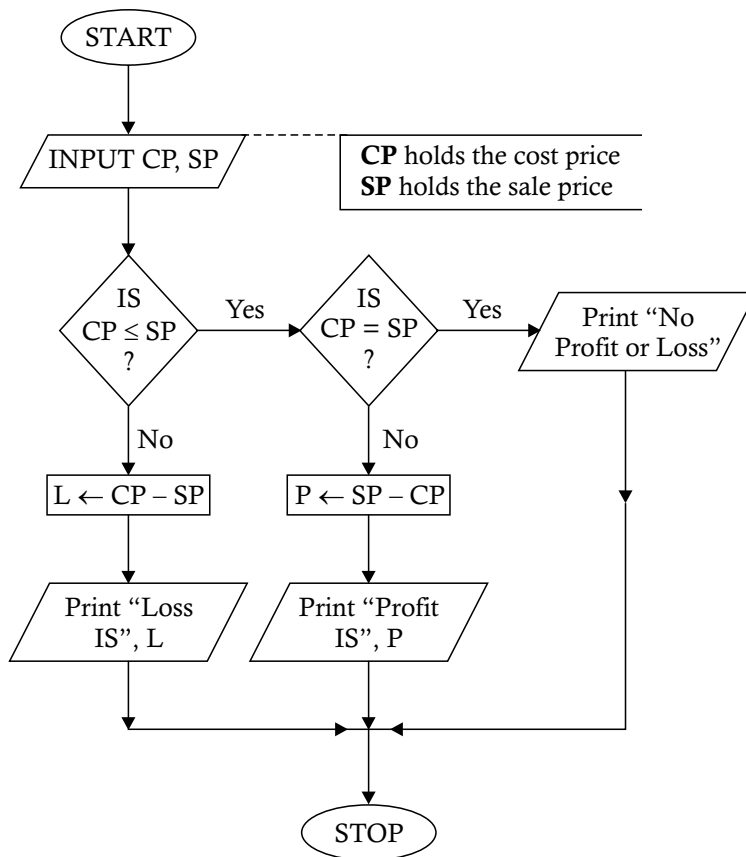 START
INPUT CP, SP
CP holds the cost price
SP holds the sale price
IS
CP ≤ SP
?
Yes
IS
CP = SP
?
Yes
Print “No
Profit or Loss”
No
No
L ← CP – SP
P ← SP – CP
Print “Loss
IS”, L
Print “Profit
IS”, P
STOP